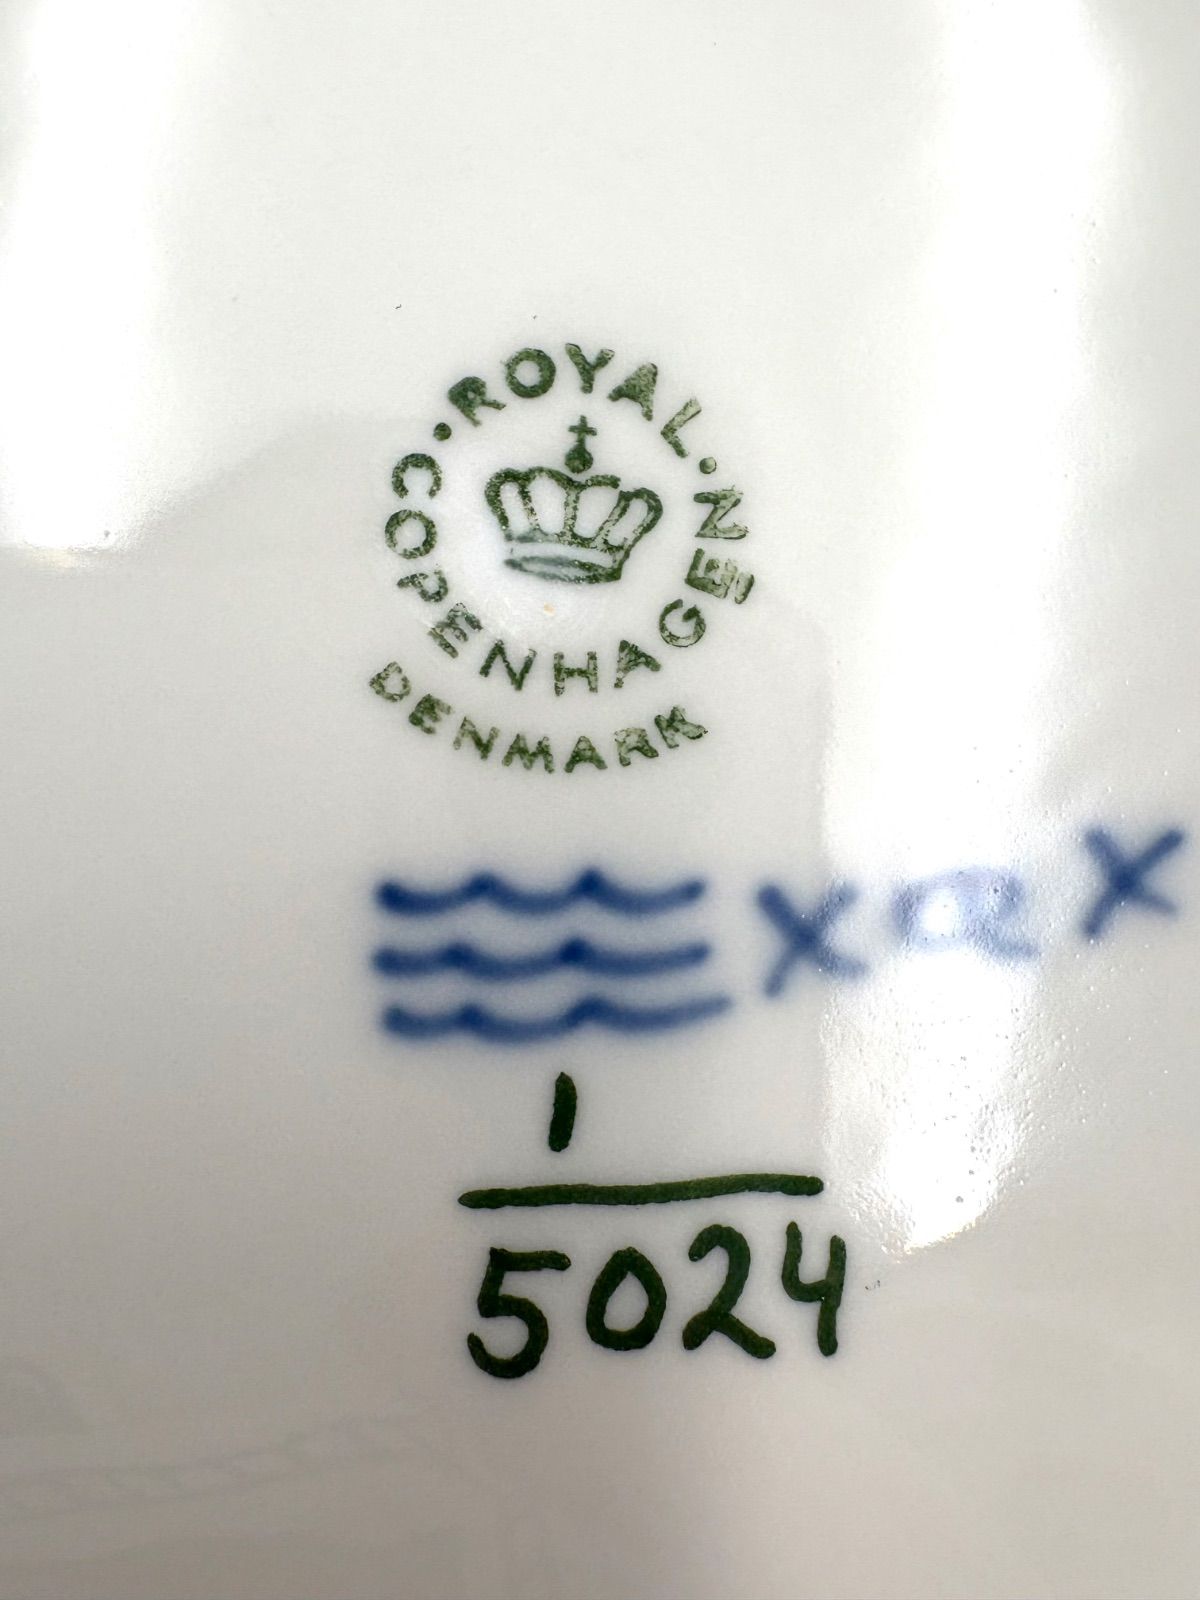 · ROYAL ·
COPENHAGEN
DENMARK
X X
1
5024